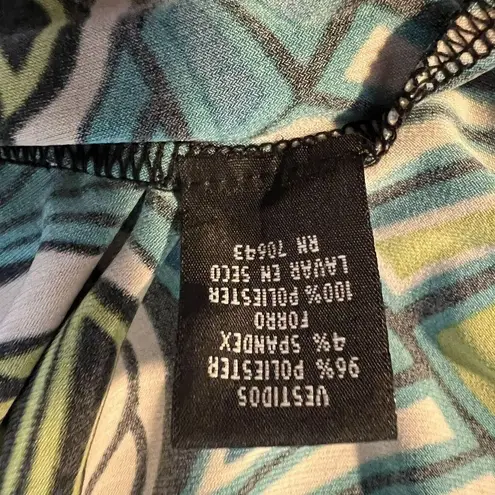 VESTIDOS
96% POLIESTER
4% SPANDEX
FORRO
100% POLIESTER
LAVAR EN SECO
RN 70643